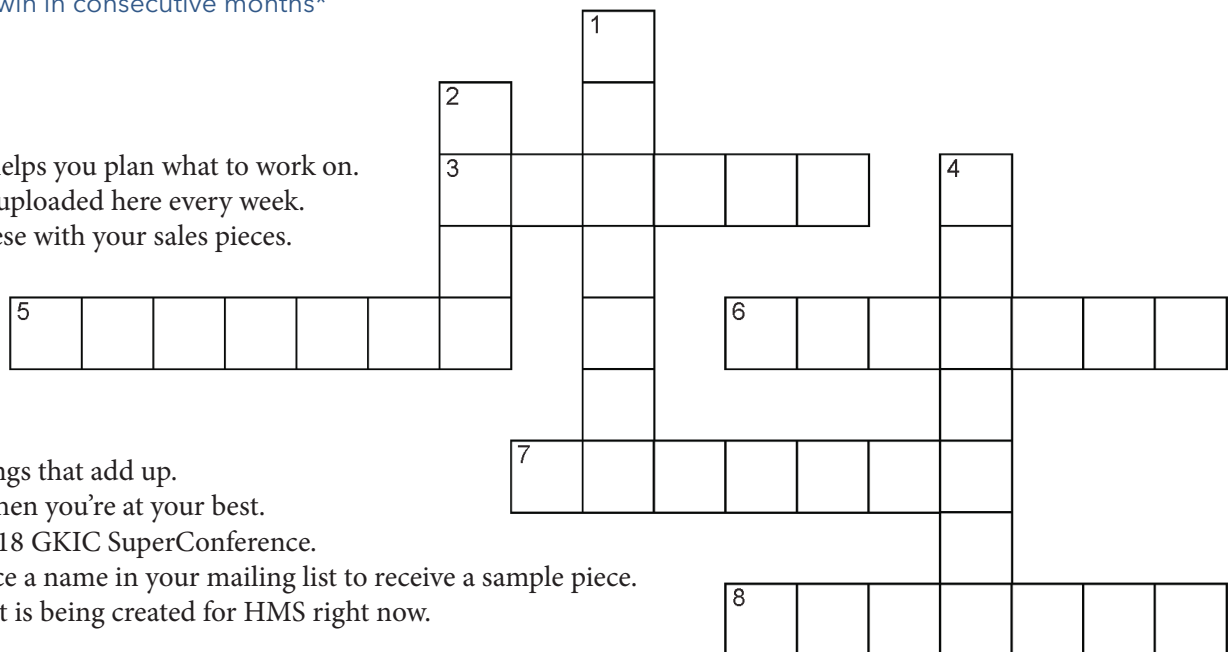 win in consecutive months*
1
2
helps you plan what to work on.
3
4
uploaded here every week.
ese with your sales pieces.
5
6
7
ngs that add up.
hen you’re at your best.
18 GKIC SuperConference.
ce a name in your mailing list to receive a sample piece.
8
t is being created for HMS right now.